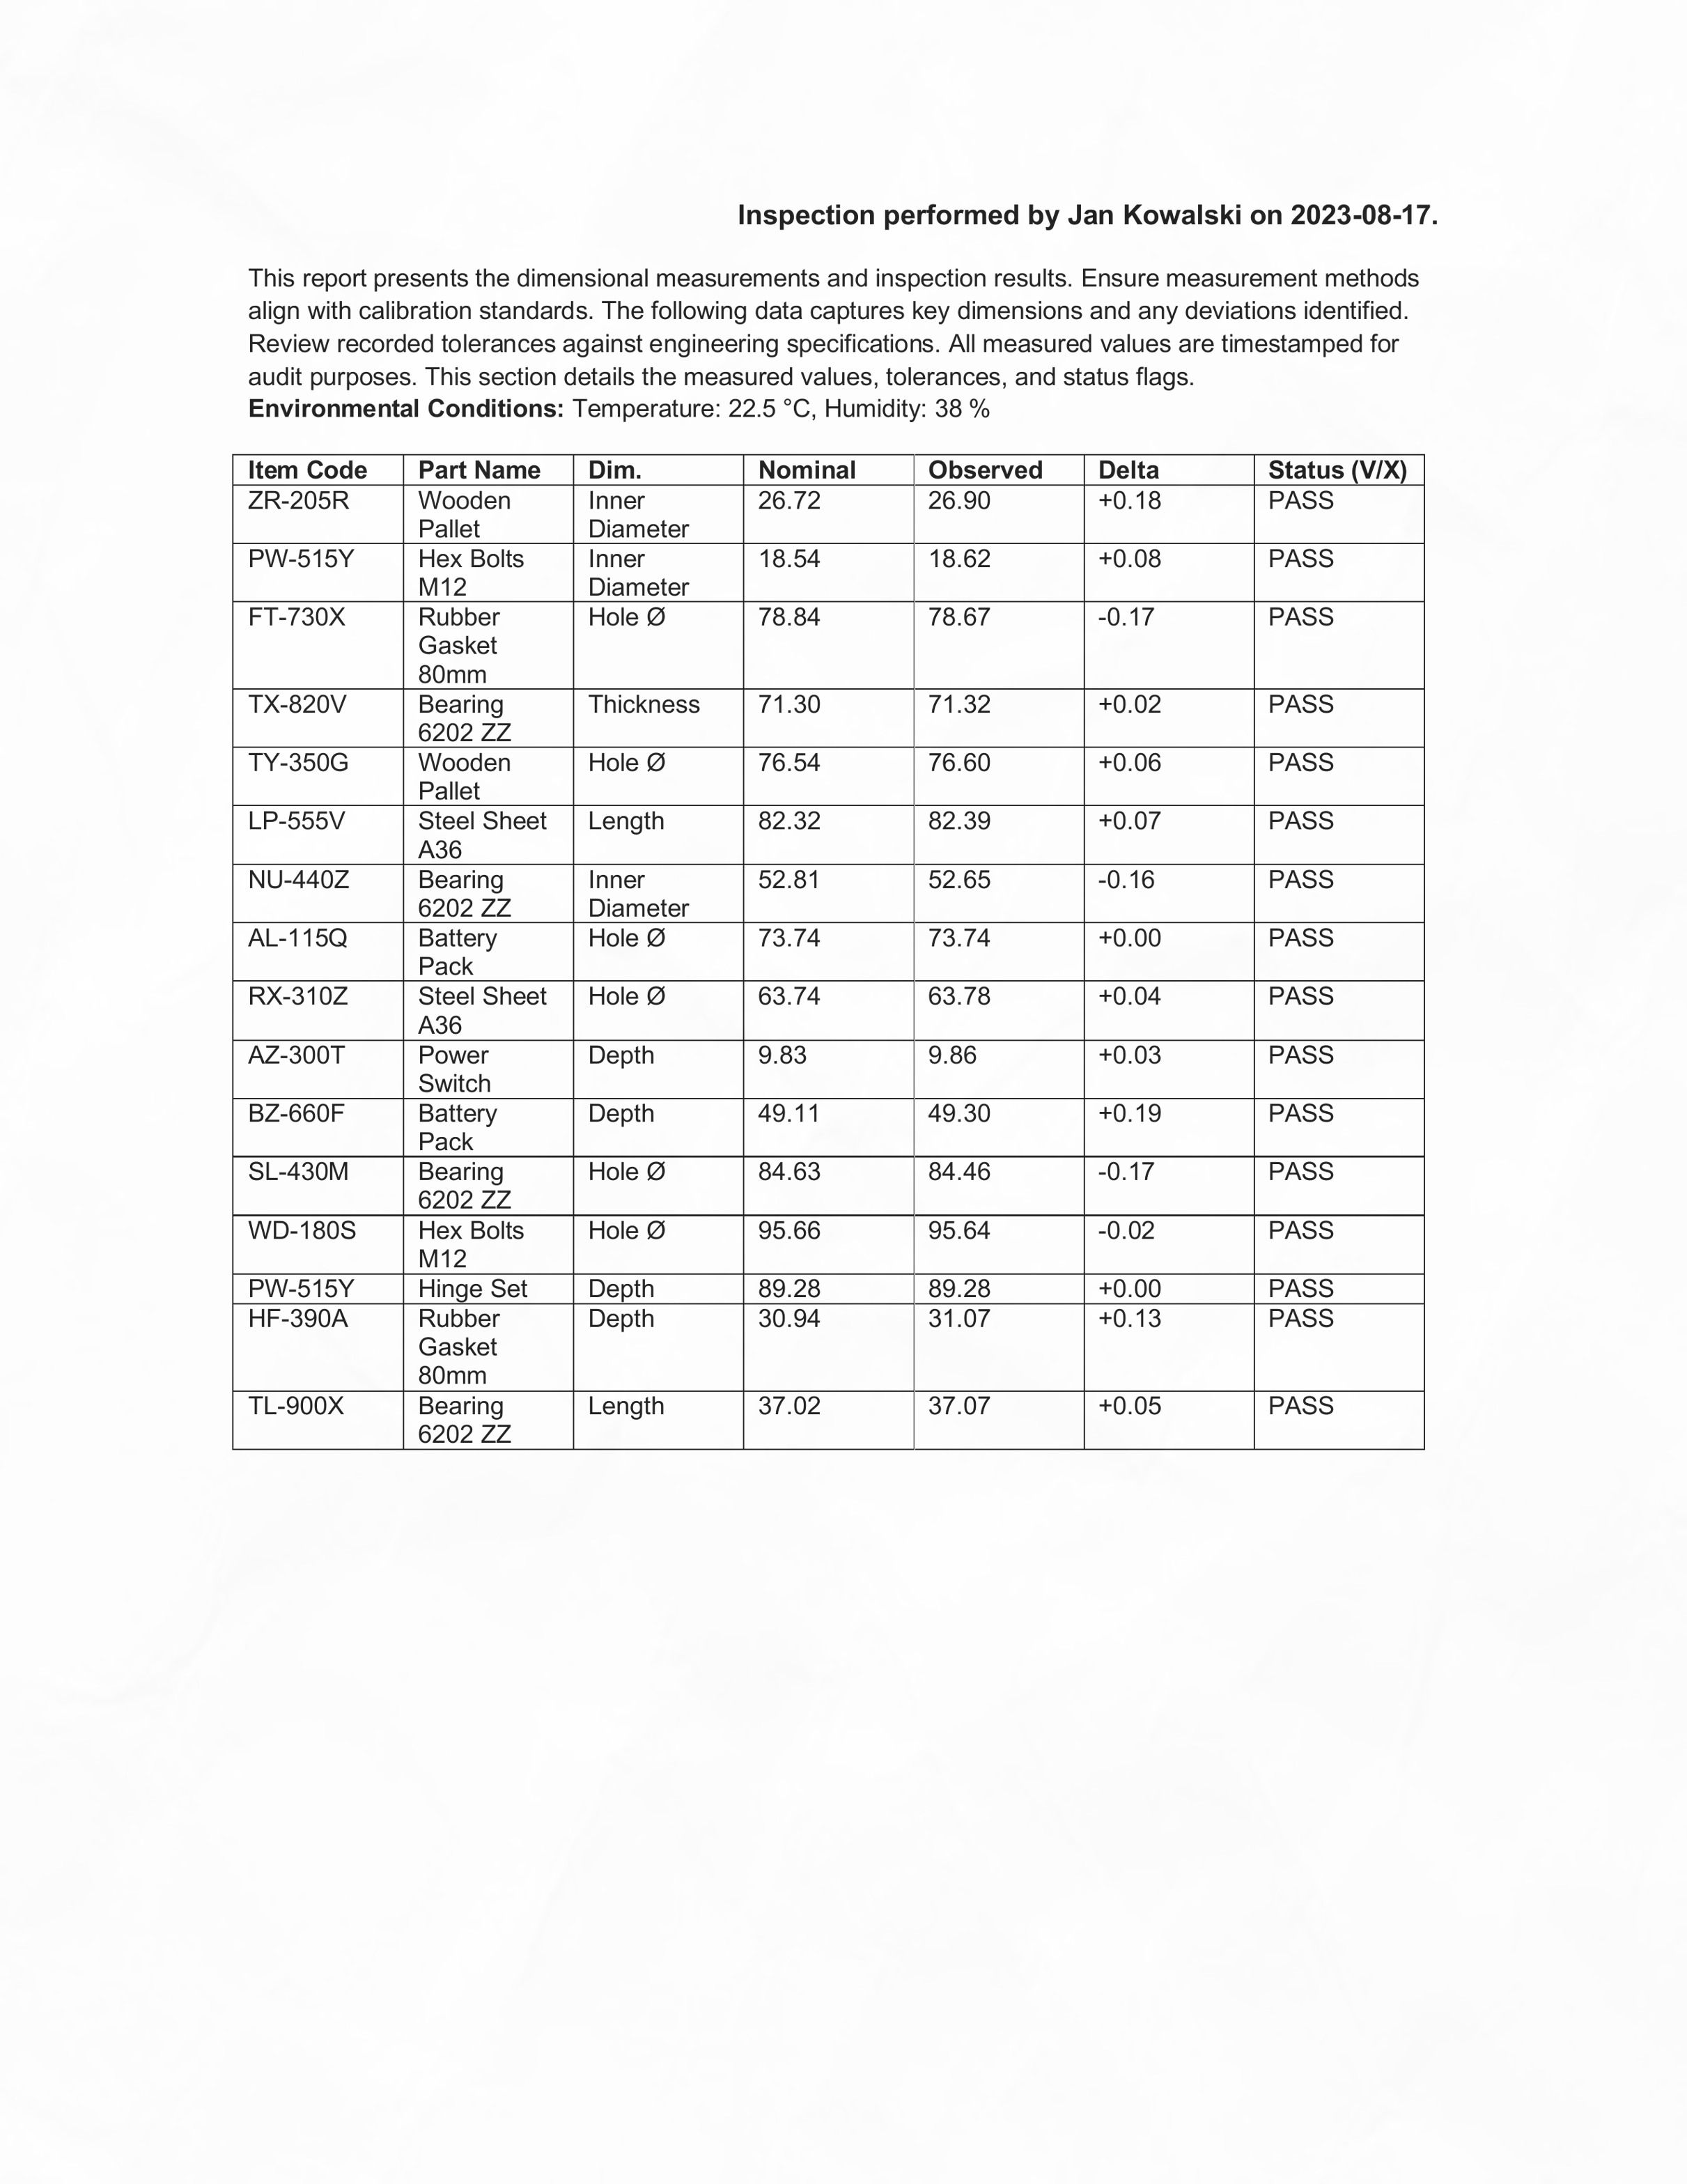 Inspection performed by Jan Kowalski on 2023-08-17.
This report presents the dimensional measurements and inspection results. Ensure measurement methods
align with calibration standards. The following data captures key dimensions and any deviations identified.
Review recorded tolerances against engineering specifications. All measured values are timestamped for
audit purposes. This section details the measured values, tolerances, and status flags.
Environmental Conditions: Temperature: 22.5 °C, Humidity: 38 %
Item Code Part Name Dim. Nominal Observed Delta Status (V/X)
ZR-205R Wooden Inner 26.72 26.90 +0.18 PASS
Pallet Diameter
PW-515Y Hex Bolts Inner 18.54 18.62 +0.08 PASS
M12 Diameter
FT-730X Rubber Hole Ø 78.84 78.67 -0.17 PASS
Gasket
80mm
TX-820V Bearing Thickness 71.30 71.32 +0.02 PASS
6202 ZZ
TY-350G Wooden Hole Ø 76.54 76.60 +0.06 PASS
Pallet
LP-555V Steel Sheet Length 82.32 82.39 +0.07 PASS
A36
NU-440Z Bearing Inner 52.81 52.65 -0.16 PASS
6202 ZZ Diameter
AL-115Q Battery Hole Ø 73.74 73.74 +0.00 PASS
Pack
RX-310Z Steel Sheet Hole Ø 63.74 63.78 +0.04 PASS
A36
AZ-300T Power Depth 9.83 9.86 +0.03 PASS
Switch
BZ-660F Battery Depth 49.11 49.30 +0.19 PASS
Pack
SL-430M Bearing Hole Ø 84.63 84.46 -0.17 PASS
6202 ZZ
WD-180S Hex Bolts Hole Ø 95.66 95.64 -0.02 PASS
M12
PW-515Y Hinge Set Depth 89.28 89.28 +0.00 PASS
HF-390A Rubber Depth 30.94 31.07 +0.13 PASS
Gasket
80mm
TL-900X Bearing Length 37.02 37.07 +0.05 PASS
6202 ZZ